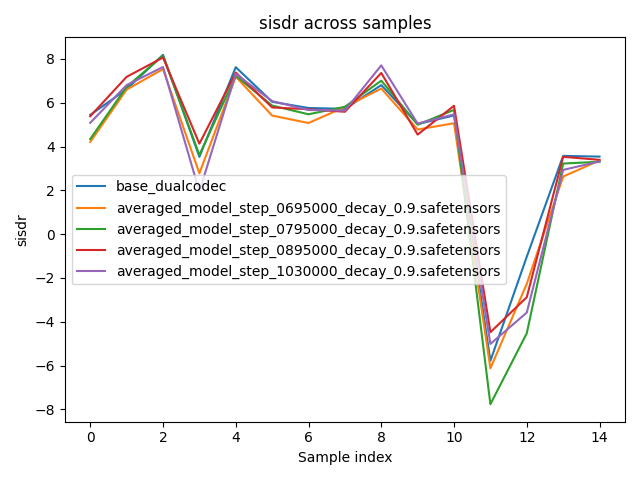 sisdr across samples
8
6
4
2
0
−2
−4
−6
−8
sisdr
base_dualcodec
averaged_model_step_0695000_decay_0.9.safetensors
averaged_model_step_0795000_decay_0.9.safetensors
averaged_model_step_0895000_decay_0.9.safetensors
averaged_model_step_1030000_decay_0.9.safetensors
0 2 4 6 8 10 12 14
Sample index